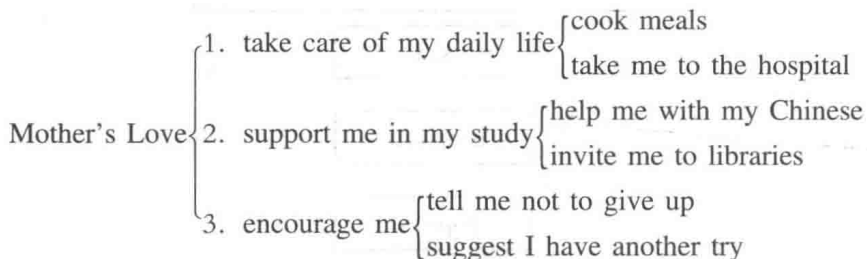 Mother's Love
1. take care of my daily life
cook meals
take me to the hospital
2. support me in my study
help me with my Chinese
invite me to libraries
3. encourage me
tell me not to give up
suggest I have another try